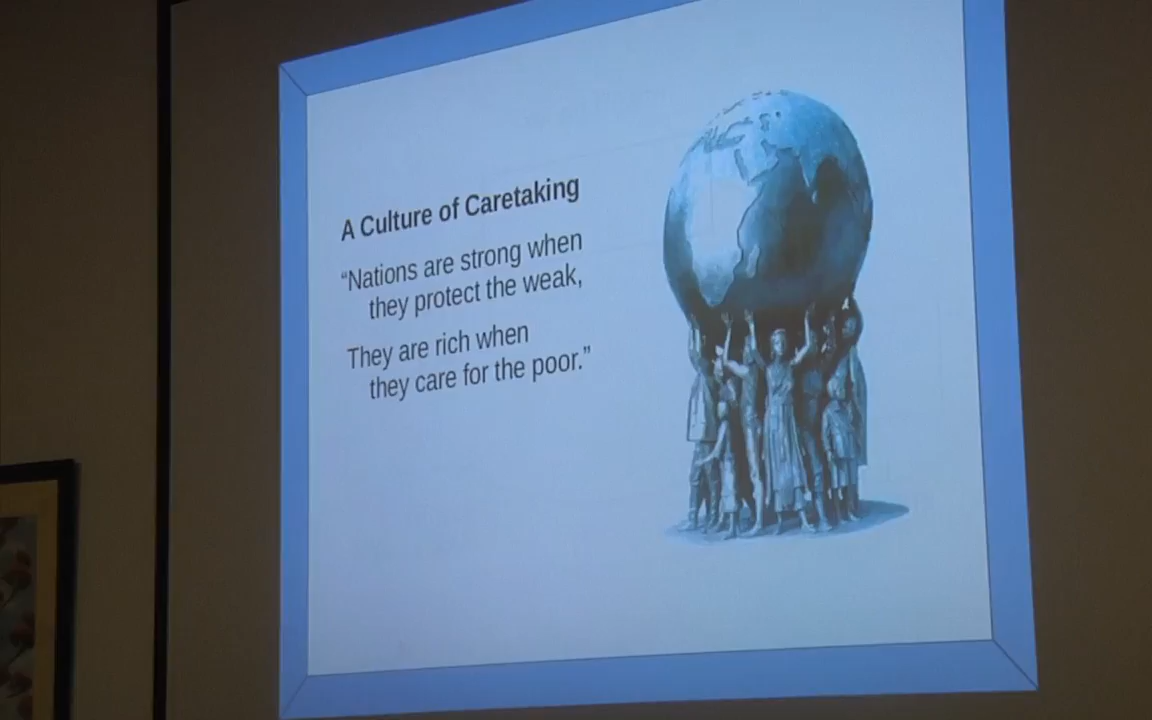 A Culture of Caretaking
“Nations are strong when
they protect the weak,
They are rich when
they care for the poor.”